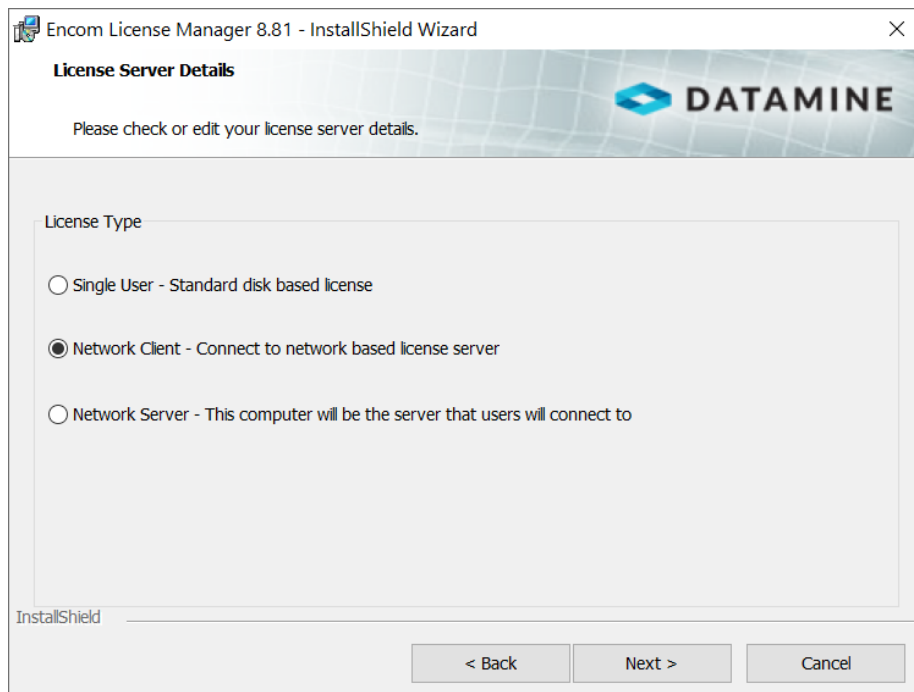 Encom License Manager 8.81 - InstallShield Wizard
License Server Details
DATAMINE
Please check or edit your license server details.
License Type
Single User - Standard disk based license
Network Client - Connect to network based license server
Network Server - This computer will be the server that users will connect to
InstallShield
< Back
Next >
Cancel